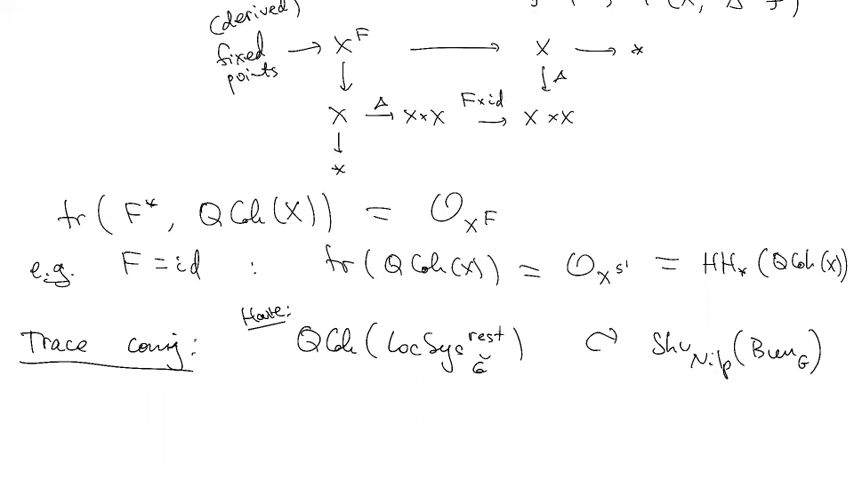 (derived)
fixed points → X^F ⟶ X ⟶ *
↓ ↓ Δ
X —Δ→ X×X —F×id→ X×X
↓
*
tr( F*, QCoh(X)) = O_{X^F}
e.g. F = id : tr(QCoh(X)) = O_{X^{S^1}} = HH_*(QCoh(X))
Have:
Trace conj: QCoh(LocSys^{rest}_{Ğ}) ↷ Shv_{Nilp}(Bun_G)